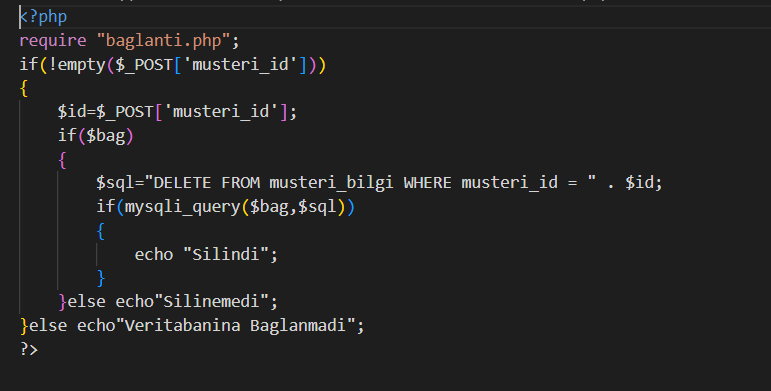 <?php
require "baglanti.php";
if(!empty($_POST['musteri_id']))
{
    $id=$_POST['musteri_id'];
    if($bag)
    {
        $sql="DELETE FROM musteri_bilgi WHERE musteri_id = " . $id;
        if(mysqli_query($bag,$sql))
        {
            echo "Silindi";
        }
    }else echo"Silinemedi";
}else echo"Veritabanina Baglanmadi";
?>